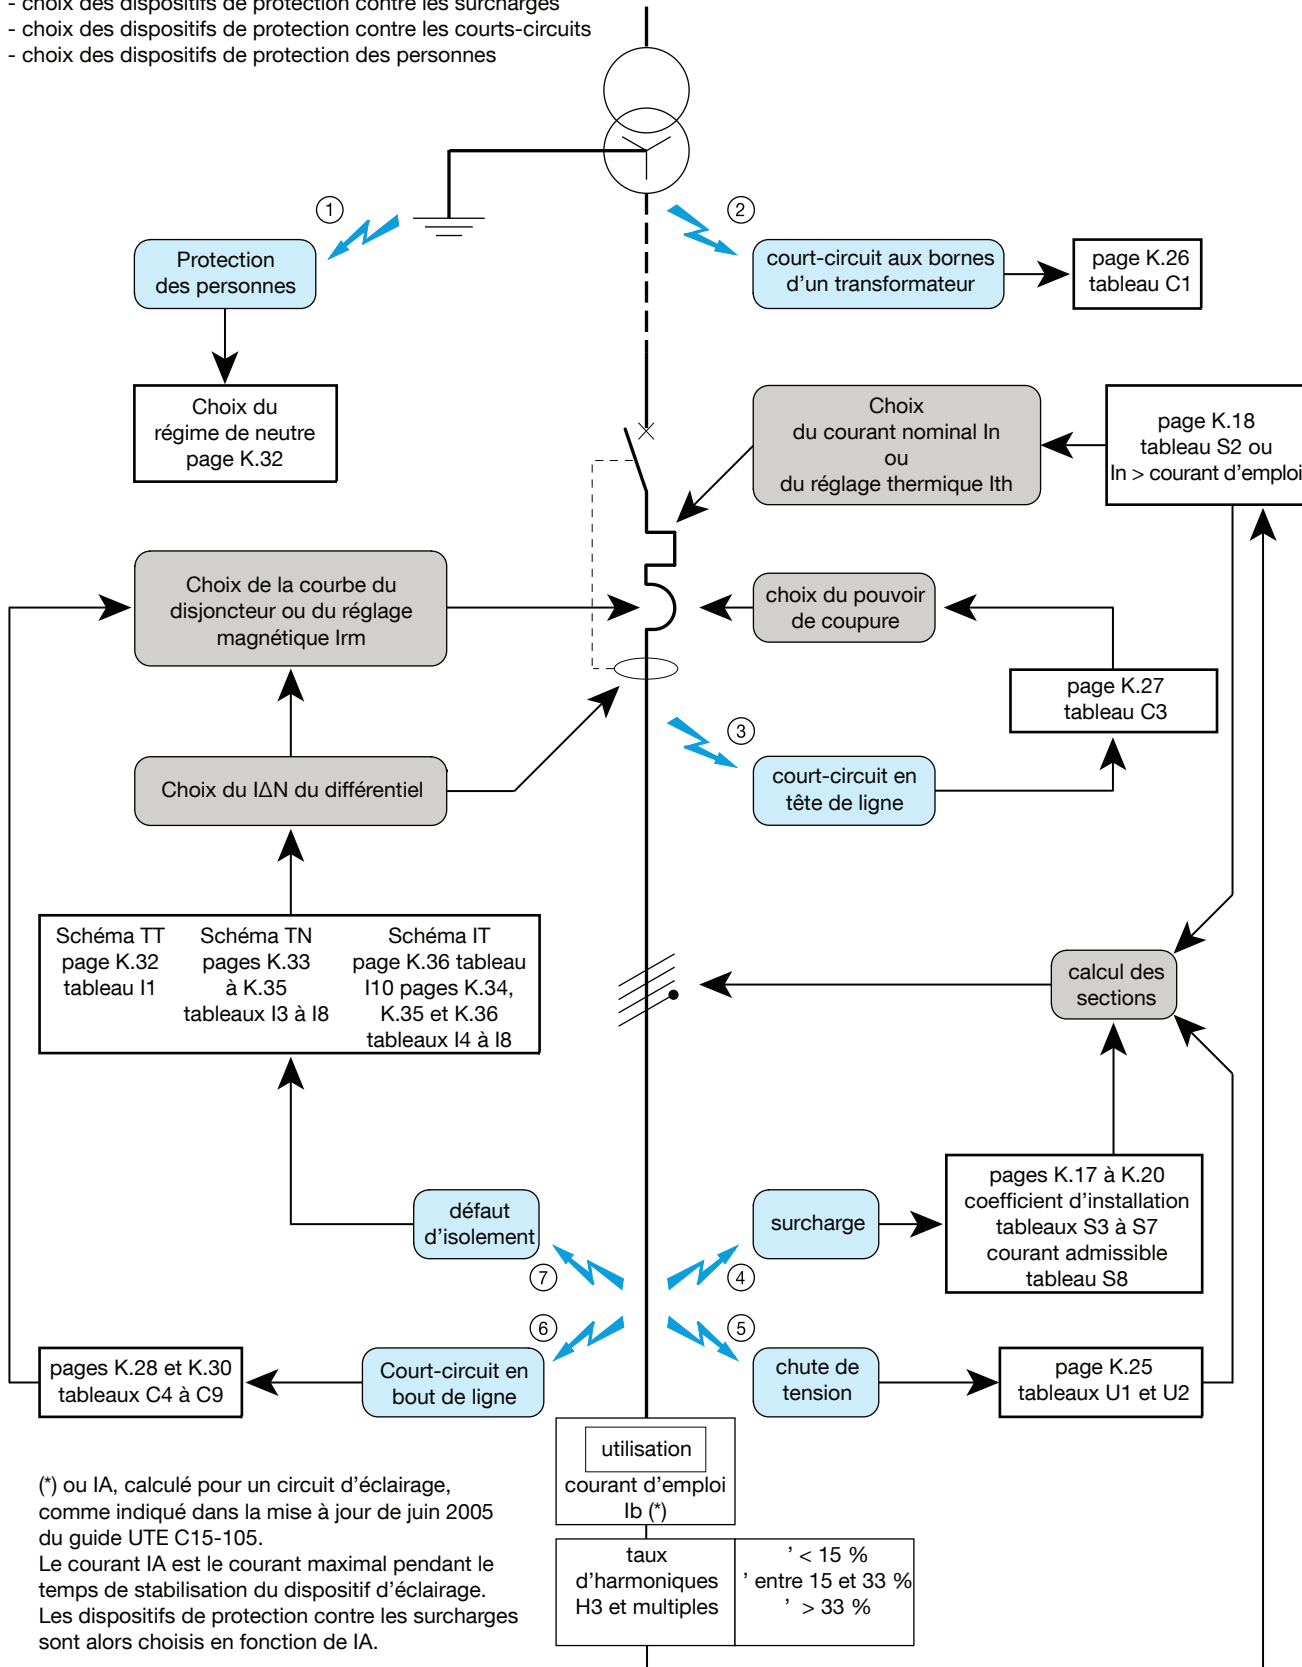 - choix des dispositifs de protection contre les surcharges
- choix des dispositifs de protection contre les courts-circuits
- choix des dispositifs de protection des personnes
1
2
Protection
des personnes
court-circuit aux bornes
d'un transformateur
page K.26
tableau C1
Choix du
régime de neutre
page K.32
Choix
du courant nominal In
ou
du réglage thermique Ith
page K.18
tableau S2 ou
In > courant d'emploi
Choix de la courbe du
disjoncteur ou du réglage
magnétique Irm
choix du pouvoir
de coupure
page K.27
tableau C3
3
Choix du IΔN du différentiel
court-circuit en
tête de ligne
Schéma TT
page K.32
tableau I1
Schéma TN
pages K.33
à K.35
tableaux I3 à I8
Schéma IT
page K.36 tableau
I10 pages K.34,
K.35 et K.36
tableaux I4 à I8
calcul des
sections
défaut
d'isolement
surcharge
pages K.17 à K.20
coefficient d'installation
tableaux S3 à S7
courant admissible
tableau S8
7
4
6
5
pages K.28 et K.30
tableaux C4 à C9
Court-circuit en
bout de ligne
chute de
tension
page K.25
tableaux U1 et U2
utilisation
courant d'emploi
Ib (*)
(*) ou IA, calculé pour un circuit d'éclairage,
comme indiqué dans la mise à jour de juin 2005
du guide UTE C15-105.
Le courant IA est le courant maximal pendant le
temps de stabilisation du dispositif d'éclairage.
Les dispositifs de protection contre les surcharges
sont alors choisis en fonction de IA.
taux
d'harmoniques
H3 et multiples
’ < 15 %
’ entre 15 et 33 %
’ > 33 %